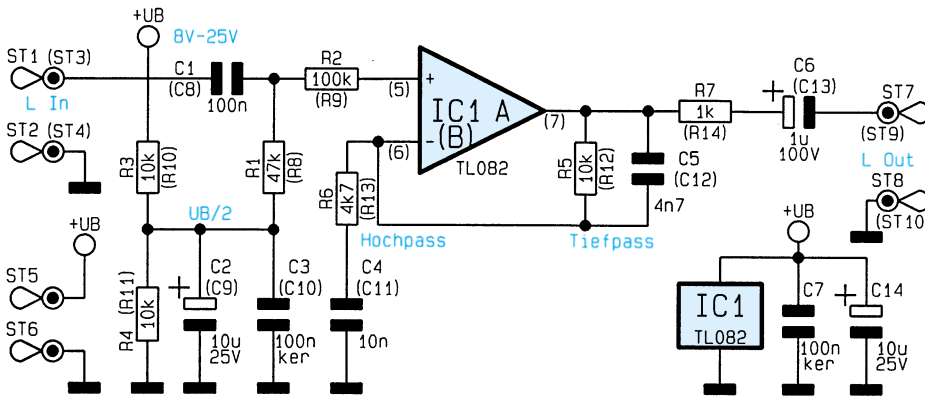 +UB
8V-25V
ST1 (ST3)
L In
C1
(C8)
100n
R2
100k
(R9)
(5)
+
IC1 A
(B)
TL082
(6)
-
(7)
R7
1k
(R14)
+
C6
(C13)
1u
100V
ST7
(ST9)
L Out
ST8
(ST10)
ST2 (ST4)
R3
10k
(R10)
R1
47k
(R8)
R6
4k7
(R13)
R5
10k
(R12)
C5
(C12)
4n7
UB/2
Hochpass
Tiefpass
+UB
ST5
ST6
R4
(R11)
10k
+
C2
(C9)
10u
25V
C3
(C10)
100n
ker
C4
(C11)
10n
+UB
IC1
TL082
C7
100n
ker
+
C14
10u
25V